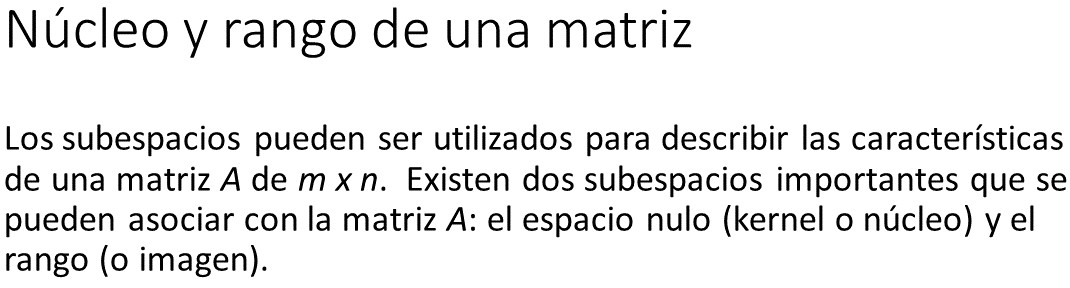 Núcleo y rango de una matriz
Los subespacios pueden ser utilizados para describir las características
de una matriz A de m x n. Existen dos subespacios importantes que se
pueden asociar con la matriz A: el espacio nulo (kernel o núcleo) y el
rango (o imagen).